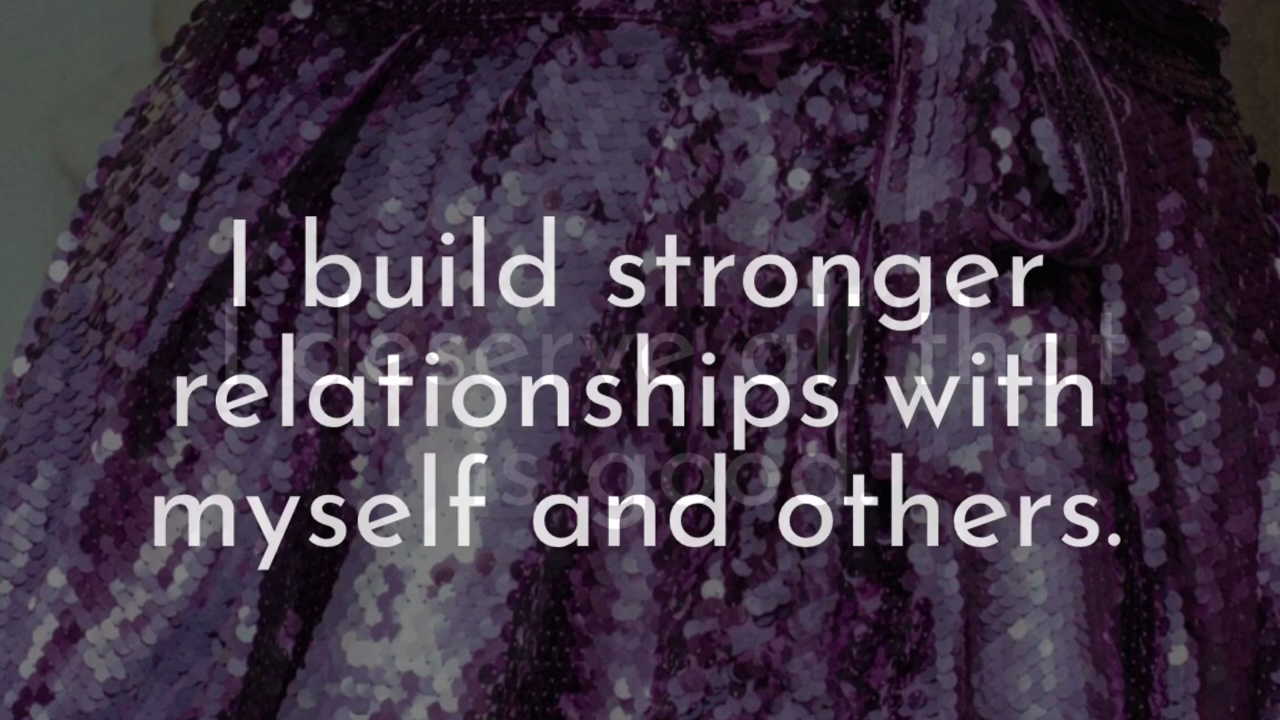 I build stronger
relationships with
myself and others.
I deserve all that
is good